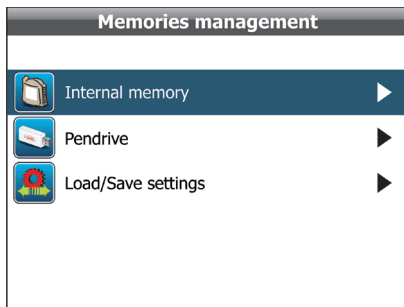 Memories management
Internal memory
Pendrive
Load/Save settings